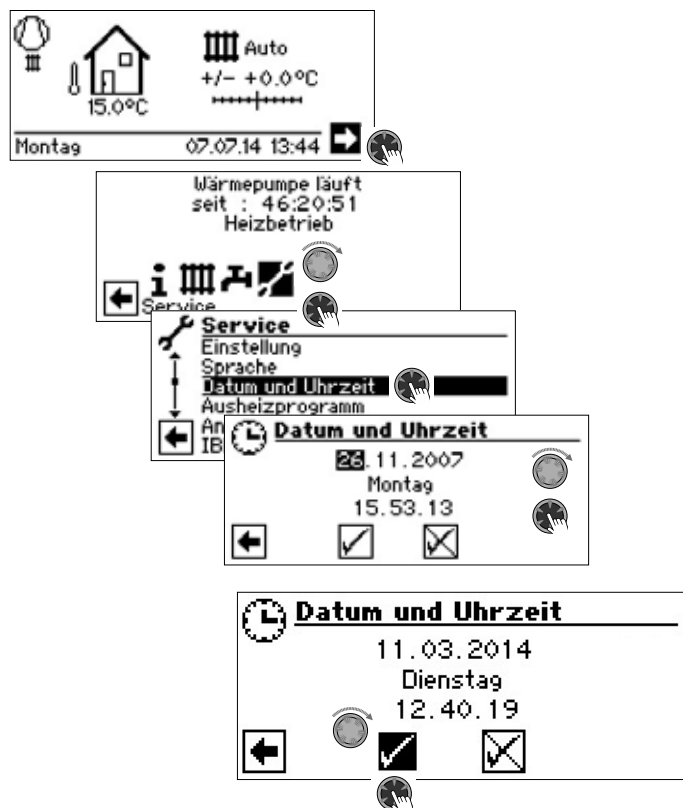 Auto
+/- +0.0°C
15.0°C
Montag 07.07.14 13:44
Wärmepumpe läuft
seit : 46:20:51
Heizbetrieb
i
Service
Service
Einstellung
Sprache
Datum und Uhrzeit
Ausheizprogramm
An
IB
Datum und Uhrzeit
26.11.2007
Montag
15.53.13
Datum und Uhrzeit
11.03.2014
Dienstag
12.40.19